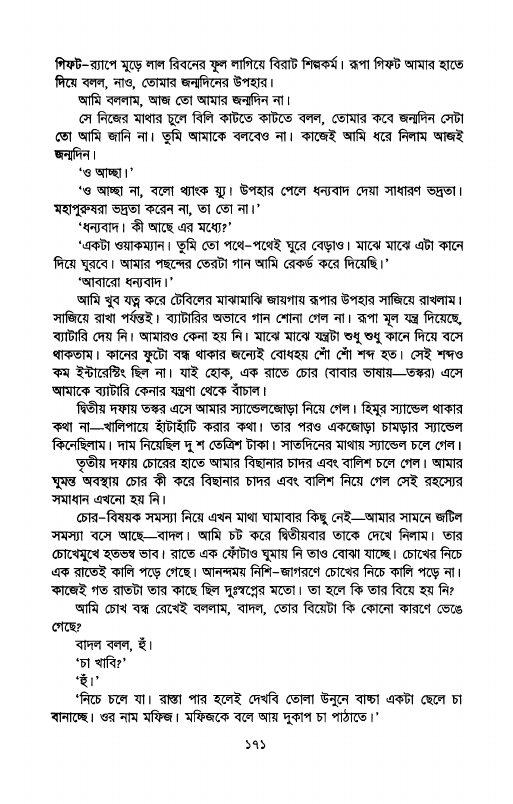 গিফট–র‍্যাপে মুড়ে লাল রিবনের ফুল লাগিয়ে বিরাট শিল্পকর্ম। রূপা গিফট আমার হাতে
দিয়ে বলল, নাও, তোমার জন্মদিনের উপহার।
আমি বললাম, আজ তো আমার জন্মদিন না।
সে নিজের মাথার চুলে বিলি কাটতে কাটতে বলল, তোমার কবে জন্মদিন সেটা
তো আমি জানি না। তুমি আমাকে বলবেও না। কাজেই আমি ধরে নিলাম আজই
জন্মদিন।
‘ও আচ্ছা।’
‘ও আচ্ছা না, বলো থ্যাংক য়্যু। উপহার পেলে ধন্যবাদ দেয়া সাধারণ ভদ্রতা।
মহাপুরুষরা ভদ্রতা করেন না, তা তো না।’
‘ধন্যবাদ। কী আছে এর মধ্যে?’
‘একটা ওয়াকম্যান। তুমি তো পথে–পথেই ঘুরে বেড়াও। মাঝে মাঝে এটা কানে
দিয়ে ঘুরবে। আমার পছন্দের তেরটা গান আমি রেকর্ড করে দিয়েছি।’
‘আবারো ধন্যবাদ।’
আমি খুব যত্ন করে টেবিলের মাঝামাঝি জায়গায় রূপার উপহার সাজিয়ে রাখলাম।
সাজিয়ে রাখা পর্যন্তই। ব্যাটারির অভাবে গান শোনা গেল না। রূপা মূল যন্ত্র দিয়েছে,
ব্যাটারি দেয় নি। আমারও কেনা হয় নি। মাঝে মাঝে যন্ত্রটা শুধু শুধু কানে দিয়ে বসে
থাকতাম। কানের ফুটো বন্ধ থাকার জন্যেই বোধহয় শোঁ শোঁ শব্দ হত। সেই শব্দও
কম ইন্টারেস্টিং ছিল না। যাই হোক, এক রাতে চোর (বাবার ভাষায়—তস্কর) এসে
আমাকে ব্যাটারি কেনার যন্ত্রণা থেকে বাঁচাল।
দ্বিতীয় দফায় তস্কর এসে আমার স্যান্ডেলজোড়া নিয়ে গেল। হিমুর স্যান্ডেল থাকার
কথা না—খালিপায়ে হাঁটাহাঁটি করার কথা। তার পরও একজোড়া চামড়ার স্যান্ডেল
কিনেছিলাম। দাম নিয়েছিল দু শ তেত্রিশ টাকা। সাতদিনের মাথায় স্যান্ডেল চলে গেল।
তৃতীয় দফায় চোরের হাতে আমার বিছানার চাদর এবং বালিশ চলে গেল। আমার
ঘুমন্ত অবস্থায় চোর কী করে বিছানার চাদর এবং বালিশ নিয়ে গেল সেই রহস্যের
সমাধান এখনো হয় নি।
চোর–বিষয়ক সমস্যা নিয়ে এখন মাথা ঘামাবার কিছু নেই—আমার সামনে জটিল
সমস্যা বসে আছে—বাদল। আমি চট করে দ্বিতীয়বার তাকে দেখে নিলাম। তার
চোখেমুখে হতভম্ব ভাব। রাতে এক ফোঁটাও ঘুমায় নি তাও বোঝা যাচ্ছে। চোখের নিচে
এক রাতেই কালি পড়ে গেছে। আনন্দময় নিশি–জাগরণে চোখের নিচে কালি পড়ে না।
কাজেই গত রাতটা তার কাছে ছিল দুঃস্বপ্নের মতো। তা হলে কি তার বিয়ে হয় নি?
আমি চোখ বন্ধ রেখেই বললাম, বাদল, তোর বিয়েটা কি কোনো কারণে ভেঙে
গেছে?
বাদল বলল, হুঁ।
‘চা খাবি?’
‘হুঁ।’
‘নিচে চলে যা। রাস্তা পার হলেই দেখবি তোলা উনুনে বাচ্চা একটা ছেলে চা
বানাচ্ছে। ওর নাম মফিজ। মফিজকে বলে আয় দুকাপ চা পাঠাতে।’
১৭১